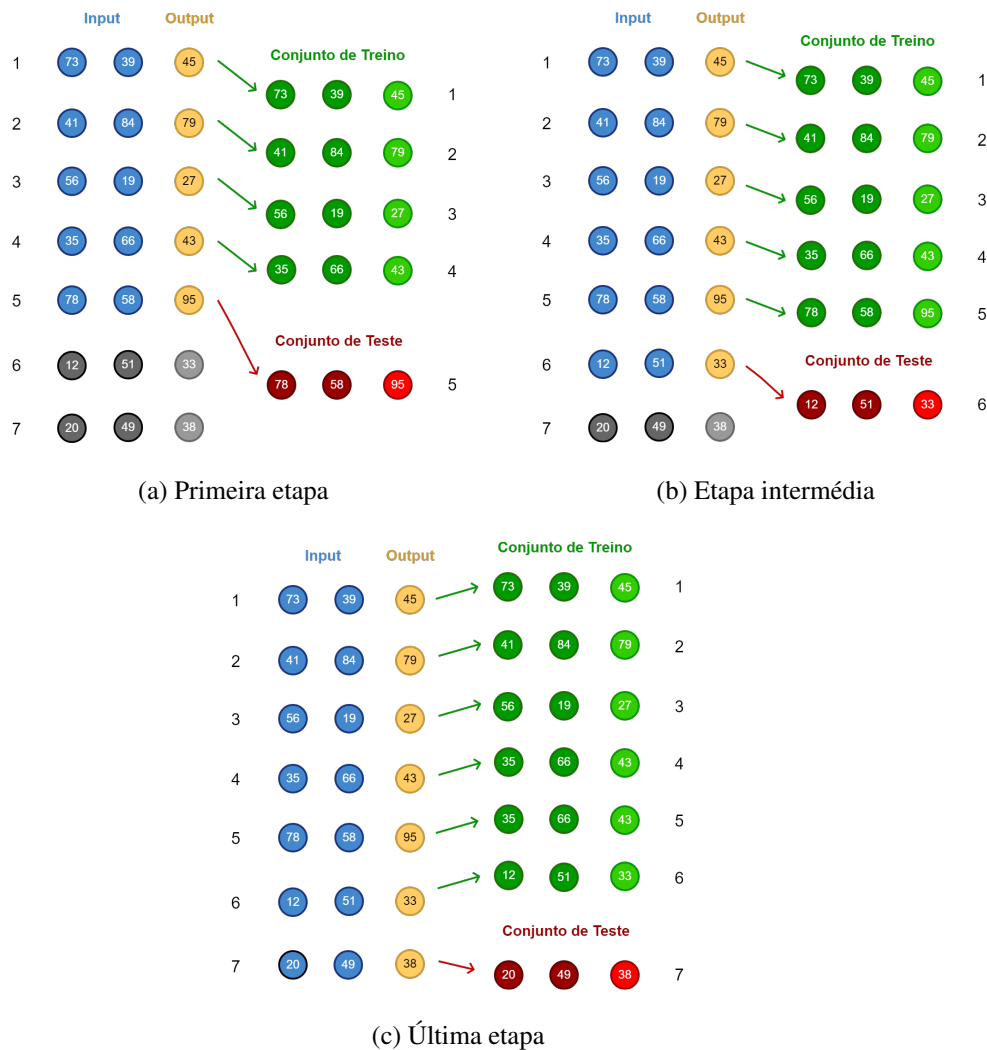 Input Output
Conjunto de Treino
1 73 39 45
73 39 45 1
2 41 84 79
41 84 79 2
3 56 19 27
56 19 27 3
4 35 66 43
35 66 43 4
5 78 58 95
Conjunto de Teste
6 12 51 33
78 58 95 5
7 20 49 38
(a) Primeira etapa
Input Output
Conjunto de Treino
1 73 39 45
73 39 45 1
2 41 84 79
41 84 79 2
3 56 19 27
56 19 27 3
4 35 66 43
35 66 43 4
5 78 58 95
78 58 95 5
Conjunto de Teste
6 12 51 33
12 51 33 6
7 20 49 38
(b) Etapa intermédia
Input Output
Conjunto de Treino
1 73 39 45
73 39 45 1
2 41 84 79
41 84 79 2
3 56 19 27
56 19 27 3
4 35 66 43
35 66 43 4
5 78 58 95
35 66 43 5
6 12 51 33
12 51 33 6
Conjunto de Teste
7 20 49 38
20 49 38 7
(c) Última etapa